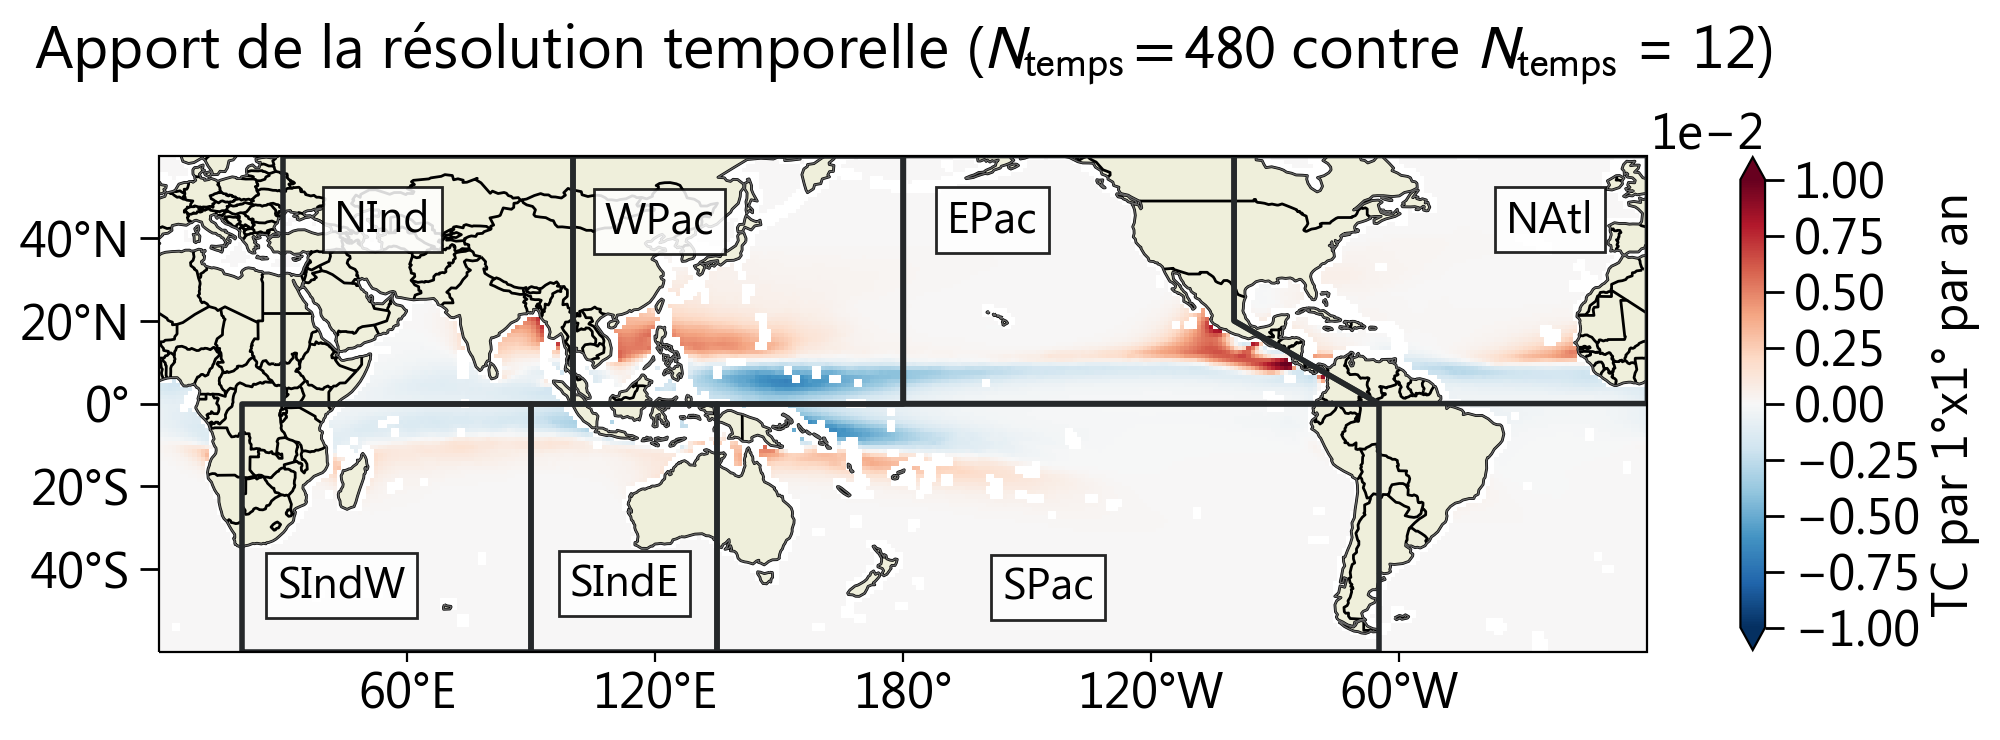 Apport de la résolution temporelle (Ntemps = 480 contre Ntemps = 12)
1e−2
NInd
WPac
EPac
NAtl
SIndW
SIndE
SPac
40°N
20°N
0°
20°S
40°S
60°E
120°E
180°
120°W
60°W
1.00
0.75
0.50
0.25
0.00
−0.25
−0.50
−0.75
−1.00
TC par 1°x1° par an